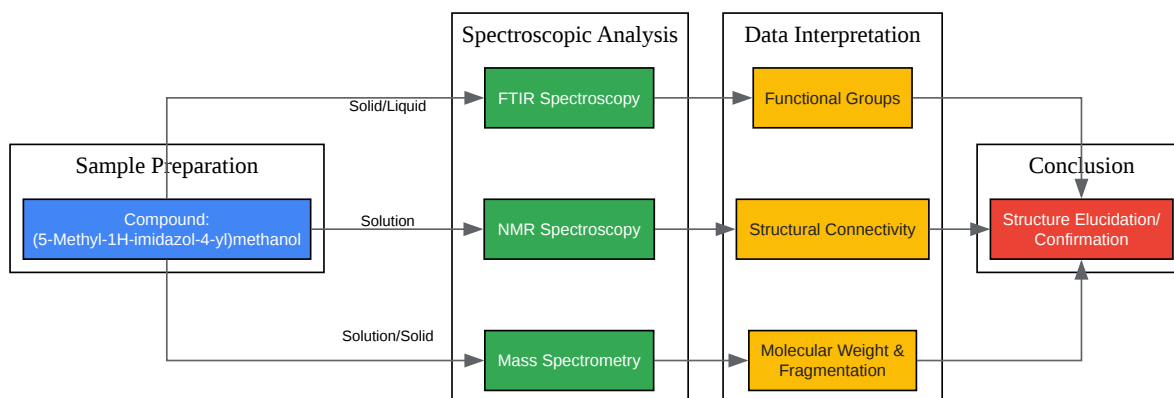 Spectroscopic Analysis
Data Interpretation
FTIR Spectroscopy
Functional Groups
Solid/Liquid
Sample Preparation
Conclusion
Compound:
(5-Methyl-1H-imidazol-4-yl)methanol
Solution
NMR Spectroscopy
Structural Connectivity
Structure Elucidation/
Confirmation
Solution/Solid
Mass Spectrometry
Molecular Weight &
Fragmentation